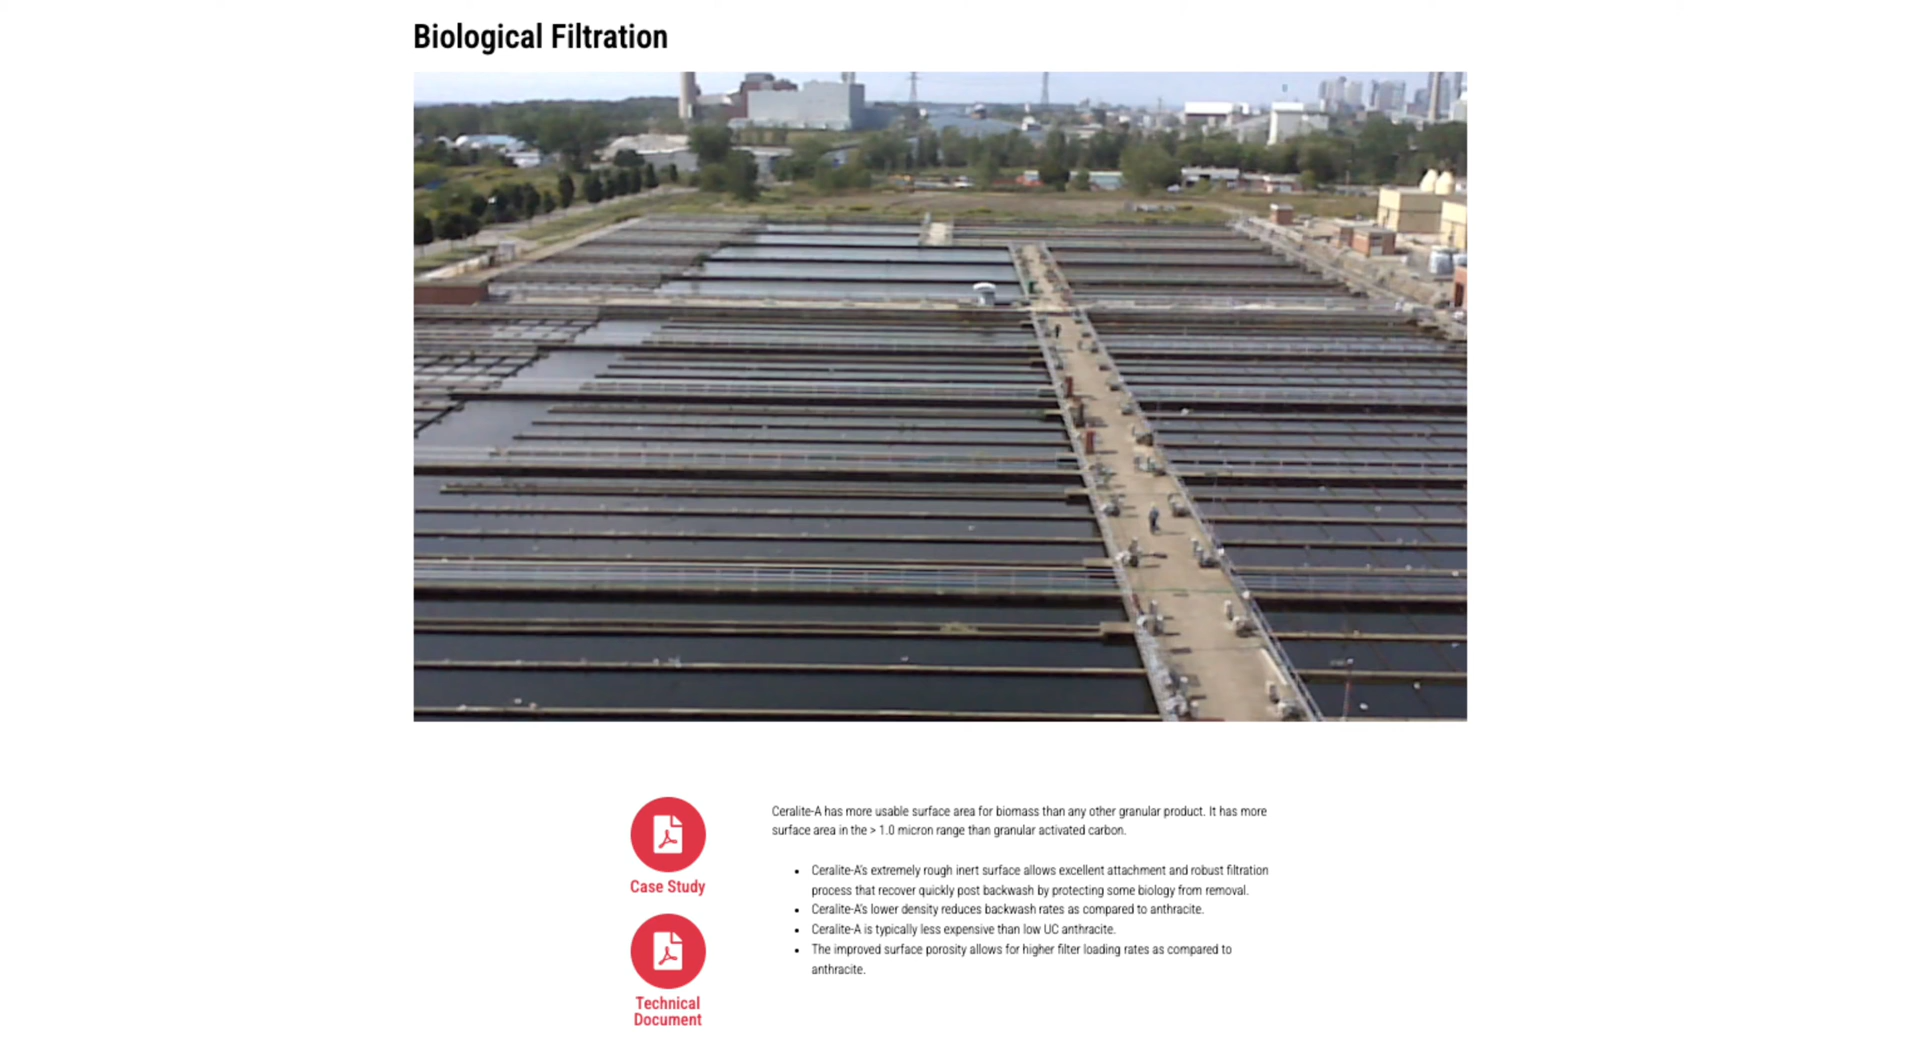 Biological Filtration
Case Study
Technical
Document
Ceralite-A has more usable surface area for biomass than any other granular product. It has more
surface area in the > 1.0 micron range than granular activated carbon.
Ceralite-A's extremely rough inert surface allows excellent attachment and robust filtration
process that recover quickly post backwash by protecting some biology from removal.
Ceralite-A's lower density reduces backwash rates as compared to anthracite.
Ceralite-A is typically less expensive than low UC anthracite.
The improved surface porosity allows for higher filter loading rates as compared to
anthracite.